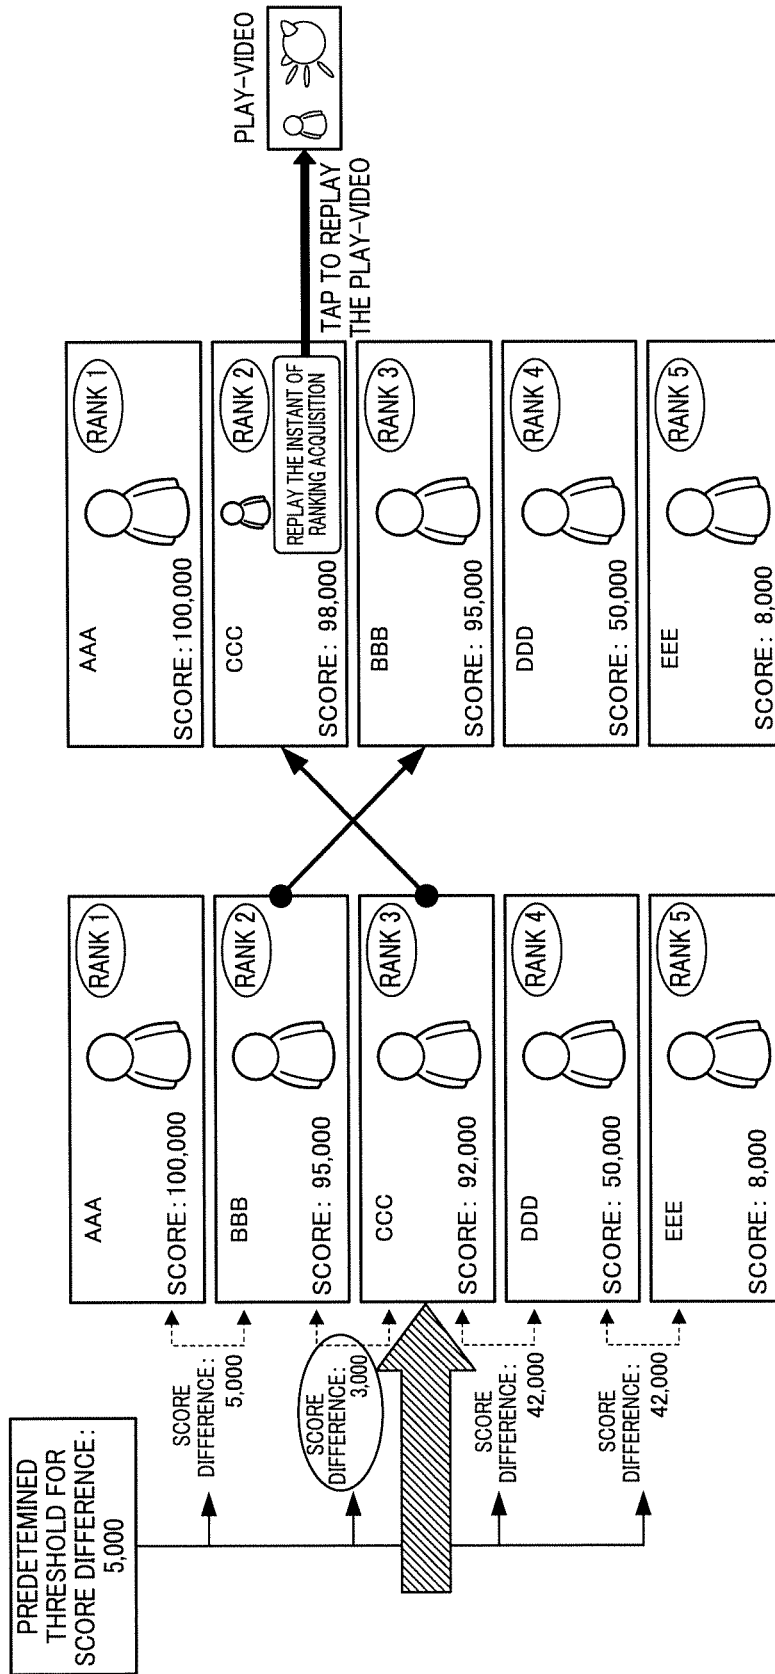 PREDETEMINED
THRESHOLD FOR
SCORE DIFFERENCE:
5,000
SCORE
DIFFERENCE:
5,000
SCORE
DIFFERENCE:
3,000
SCORE
DIFFERENCE:
42,000
SCORE
DIFFERENCE:
42,000
AAA
RANK 1
SCORE: 100,000
BBB
RANK 2
SCORE: 95,000
CCC
RANK 3
SCORE: 92,000
DDD
RANK 4
SCORE: 50,000
EEE
RANK 5
SCORE: 8,000
AAA
RANK 1
SCORE: 100,000
CCC
RANK 2
REPLAY THE INSTANT OF
RANKING ACQUISITION
SCORE: 98,000
BBB
RANK 3
SCORE: 95,000
DDD
RANK 4
SCORE: 50,000
EEE
RANK 5
SCORE: 8,000
PLAY-VIDEO
TAP TO REPLAY
THE PLAY-VIDEO